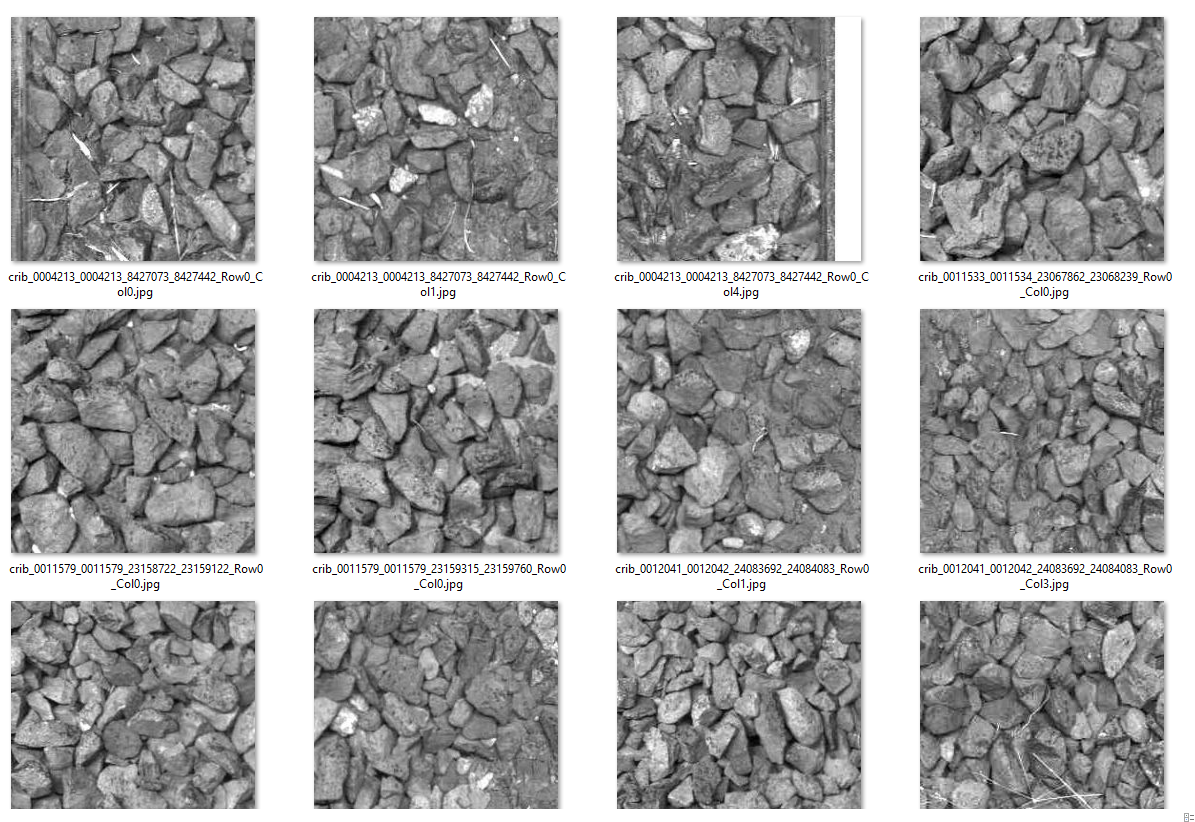 crib_0004213_0004213_8427073_8427442_Row0_C
ol0.jpg
crib_0004213_0004213_8427073_8427442_Row0_C
ol1.jpg
crib_0004213_0004213_8427073_8427442_Row0_C
ol4.jpg
crib_0011533_0011534_23067862_23068239_Row0
_Col0.jpg
crib_0011579_0011579_23158722_23159122_Row0
_Col0.jpg
crib_0011579_0011579_23159315_23159760_Row0
_Col0.jpg
crib_0012041_0012042_24083692_24084083_Row0
_Col1.jpg
crib_0012041_0012042_24083692_24084083_Row0
_Col3.jpg